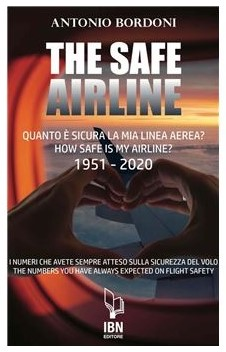 ANTONIO BORDONI
THE SAFE
AIRLINE
QUANTO È SICURA LA MIA LINEA AEREA?
HOW SAFE IS MY AIRLINE?
1951 - 2020
I NUMERI CHE AVETE SEMPRE ATTESO SULLA SICUREZZA DEL VOLO
THE NUMBERS YOU HAVE ALWAYS EXPECTED ON FLIGHT SAFETY
IBN
EDITORE